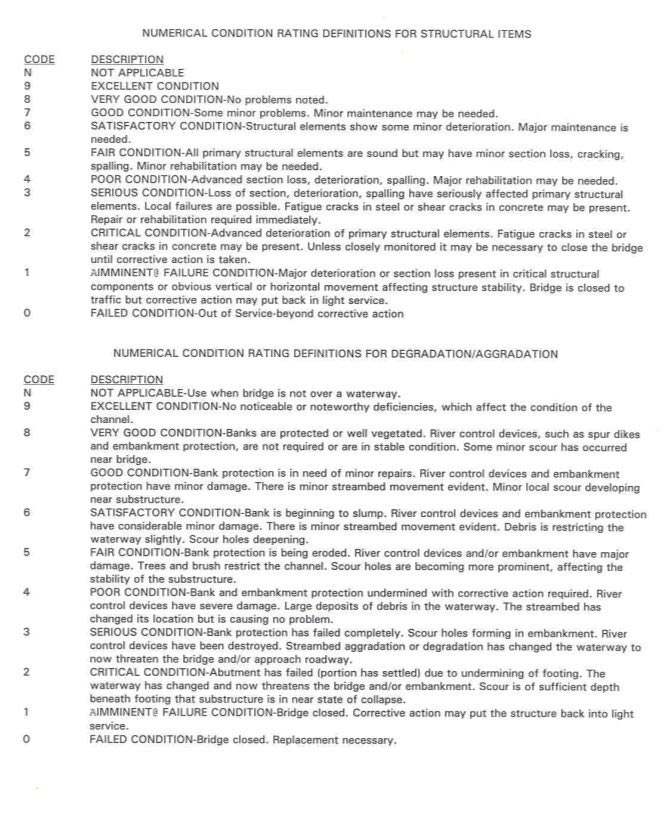 NUMERICAL CONDITION RATING DEFINITIONS FOR STRUCTURAL ITEMS
CODE DESCRIPTION
N NOT APPLICABLE
9 EXCELLENT CONDITION
8 VERY GOOD CONDITION-No problems noted.
7 GOOD CONDITION-Some minor problems. Minor maintenance may be needed.
6 SATISFACTORY CONDITION-Structural elements show some minor deterioration. Major maintenance is
needed.
5 FAIR CONDITION-All primary structural elements are sound but may have minor section loss, cracking,
spalling. Minor rehabilitation may be needed.
4 POOR CONDITION-Advanced section loss, deterioration, spalling. Major rehabilitation may be needed.
3 SERIOUS CONDITION-Loss of section, deterioration, spalling have seriously affected primary structural
elements. Local failures are possible. Fatigue cracks in steel or shear cracks in concrete may be present.
Repair or rehabilitation required immediately.
2 CRITICAL CONDITION-Advanced deterioration of primary structural elements. Fatigue cracks in steel or
shear cracks in concrete may be present. Unless closely monitored it may be necessary to close the bridge
until corrective action is taken.
1 AIMMINENT@ FAILURE CONDITION-Major deterioration or section loss present in critical structural
components or obvious vertical or horizontal movement affecting structure stability. Bridge is closed to
traffic but corrective action may put back in light service.
0 FAILED CONDITION-Out of Service-beyond corrective action
NUMERICAL CONDITION RATING DEFINITIONS FOR DEGRADATION/AGGRADATION
CODE DESCRIPTION
N NOT APPLICABLE-Use when bridge is not over a waterway.
9 EXCELLENT CONDITION-No noticeable or noteworthy deficiencies, which affect the condition of the
channel.
8 VERY GOOD CONDITION-Banks are protected or well vegetated. River control devices, such as spur dikes
and embankment protection, are not required or are in stable condition. Some minor scour has occurred
near bridge.
7 GOOD CONDITION-Bank protection is in need of minor repairs. River control devices and embankment
protection have minor damage. There is minor streambed movement evident. Minor local scour developing
near substructure.
6 SATISFACTORY CONDITION-Bank is beginning to slump. River control devices and embankment protection
have considerable minor damage. There is minor streambed movement evident. Debris is restricting the
waterway slightly. Scour holes deepening.
5 FAIR CONDITION-Bank protection is being eroded. River control devices and/or embankment have major
damage. Trees and brush restrict the channel. Scour holes are becoming more prominent, affecting the
stability of the substructure.
4 POOR CONDITION-Bank and embankment protection undermined with corrective action required. River
control devices have severe damage. Large deposits of debris in the waterway. The streambed has
changed its location but is causing no problem.
3 SERIOUS CONDITION-Bank protection has failed completely. Scour holes forming in embankment. River
control devices have been destroyed. Streambed aggradation or degradation has changed the waterway to
now threaten the bridge and/or approach roadway.
2 CRITICAL CONDITION-Abutment has failed (portion has settled) due to undermining of footing. The
waterway has changed and now threatens the bridge and/or embankment. Scour is of sufficient depth
beneath footing that substructure is in near state of collapse.
1 AIMMINENT@ FAILURE CONDITION-Bridge closed. Corrective action may put the structure back into light
service.
0 FAILED CONDITION-Bridge closed. Replacement necessary.